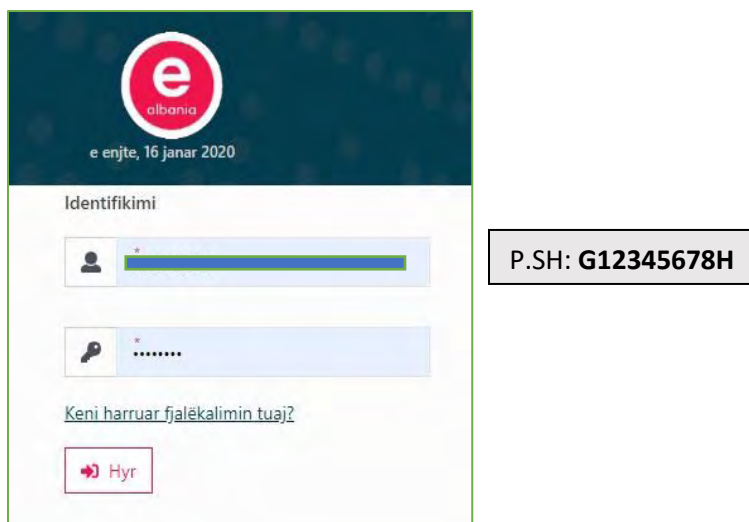 e
albania
e enjte, 16 janar 2020
Identifikimi
*
P.SH: G12345678H
*
••••••••
Keni harruar fjalëkalimin tuaj?
Hyr